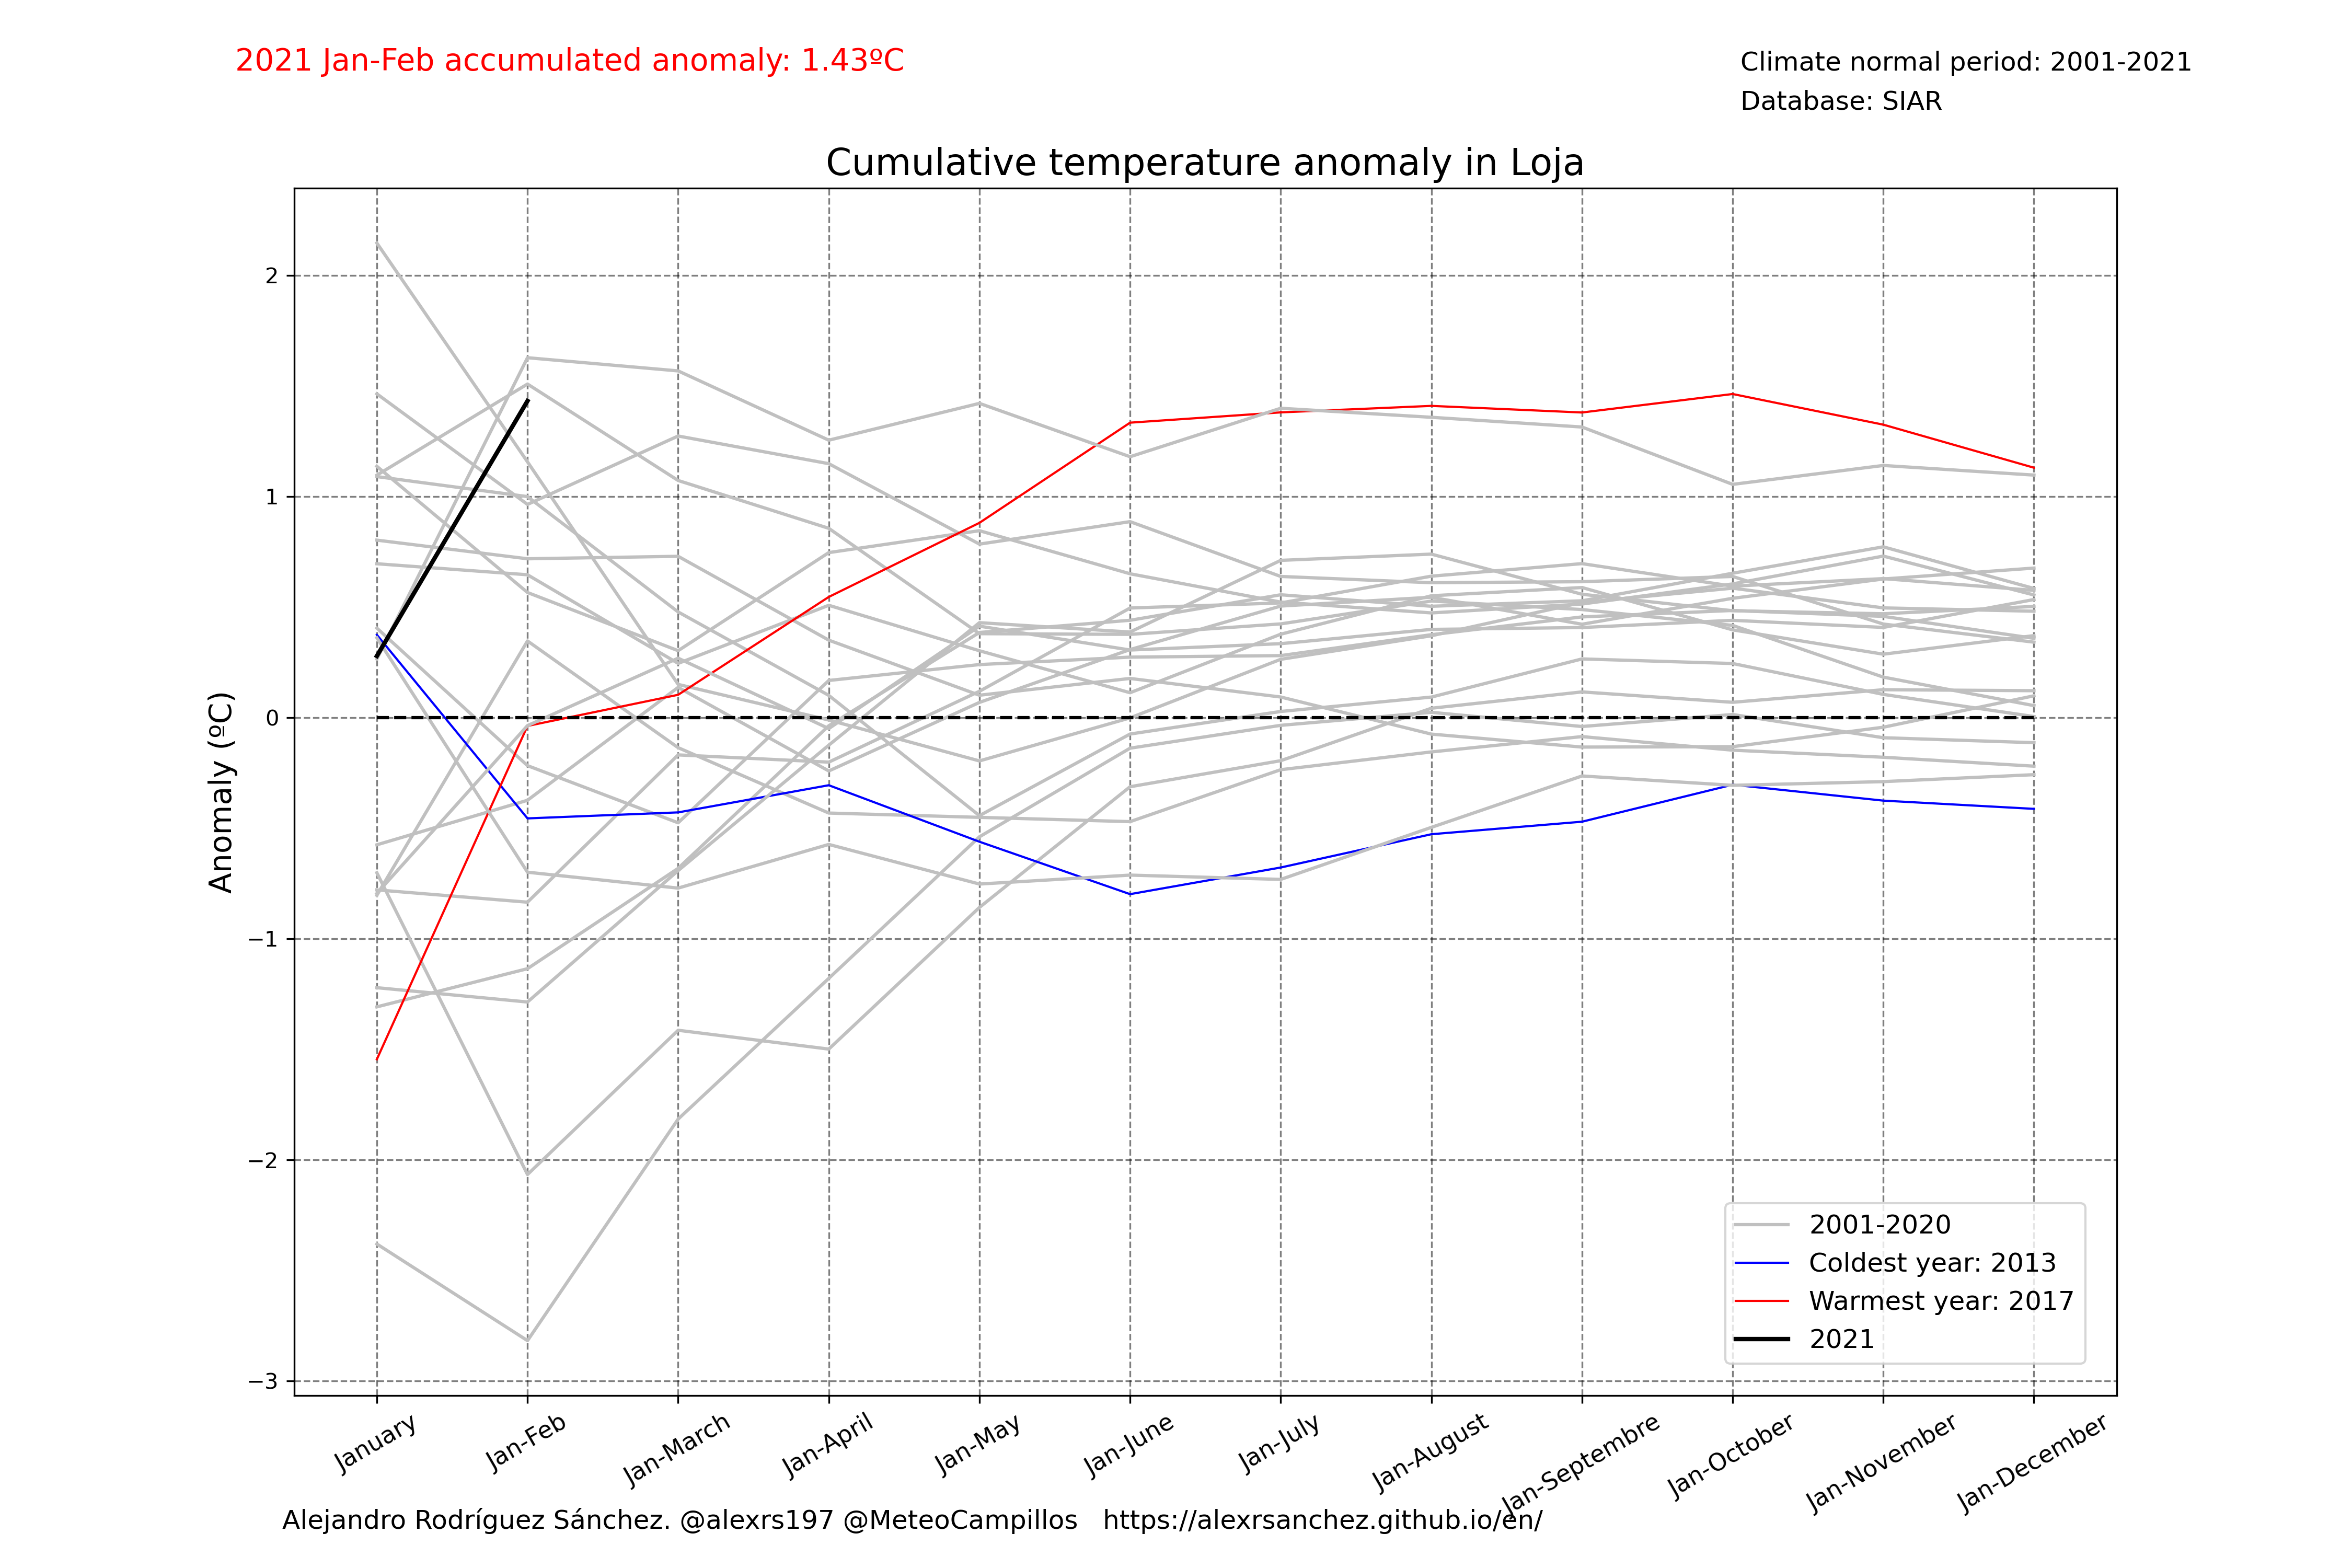 2021 Jan-Feb accumulated anomaly: 1.43ºC
Climate normal period: 2001-2021
Database: SIAR
Cumulative temperature anomaly in Loja
Anomaly (ºC)
2
1
0
−1
−2
−3
2001-2020
Coldest year: 2013
Warmest year: 2017
2021
January
Jan-Feb
Jan-March
Jan-April
Jan-May
Jan-June
Jan-July
Jan-August
Jan-Septembre
Jan-October
Jan-November
Jan-December
Alejandro Rodríguez Sánchez. @alexrs197 @MeteoCampillos   https://alexrsanchez.github.io/en/